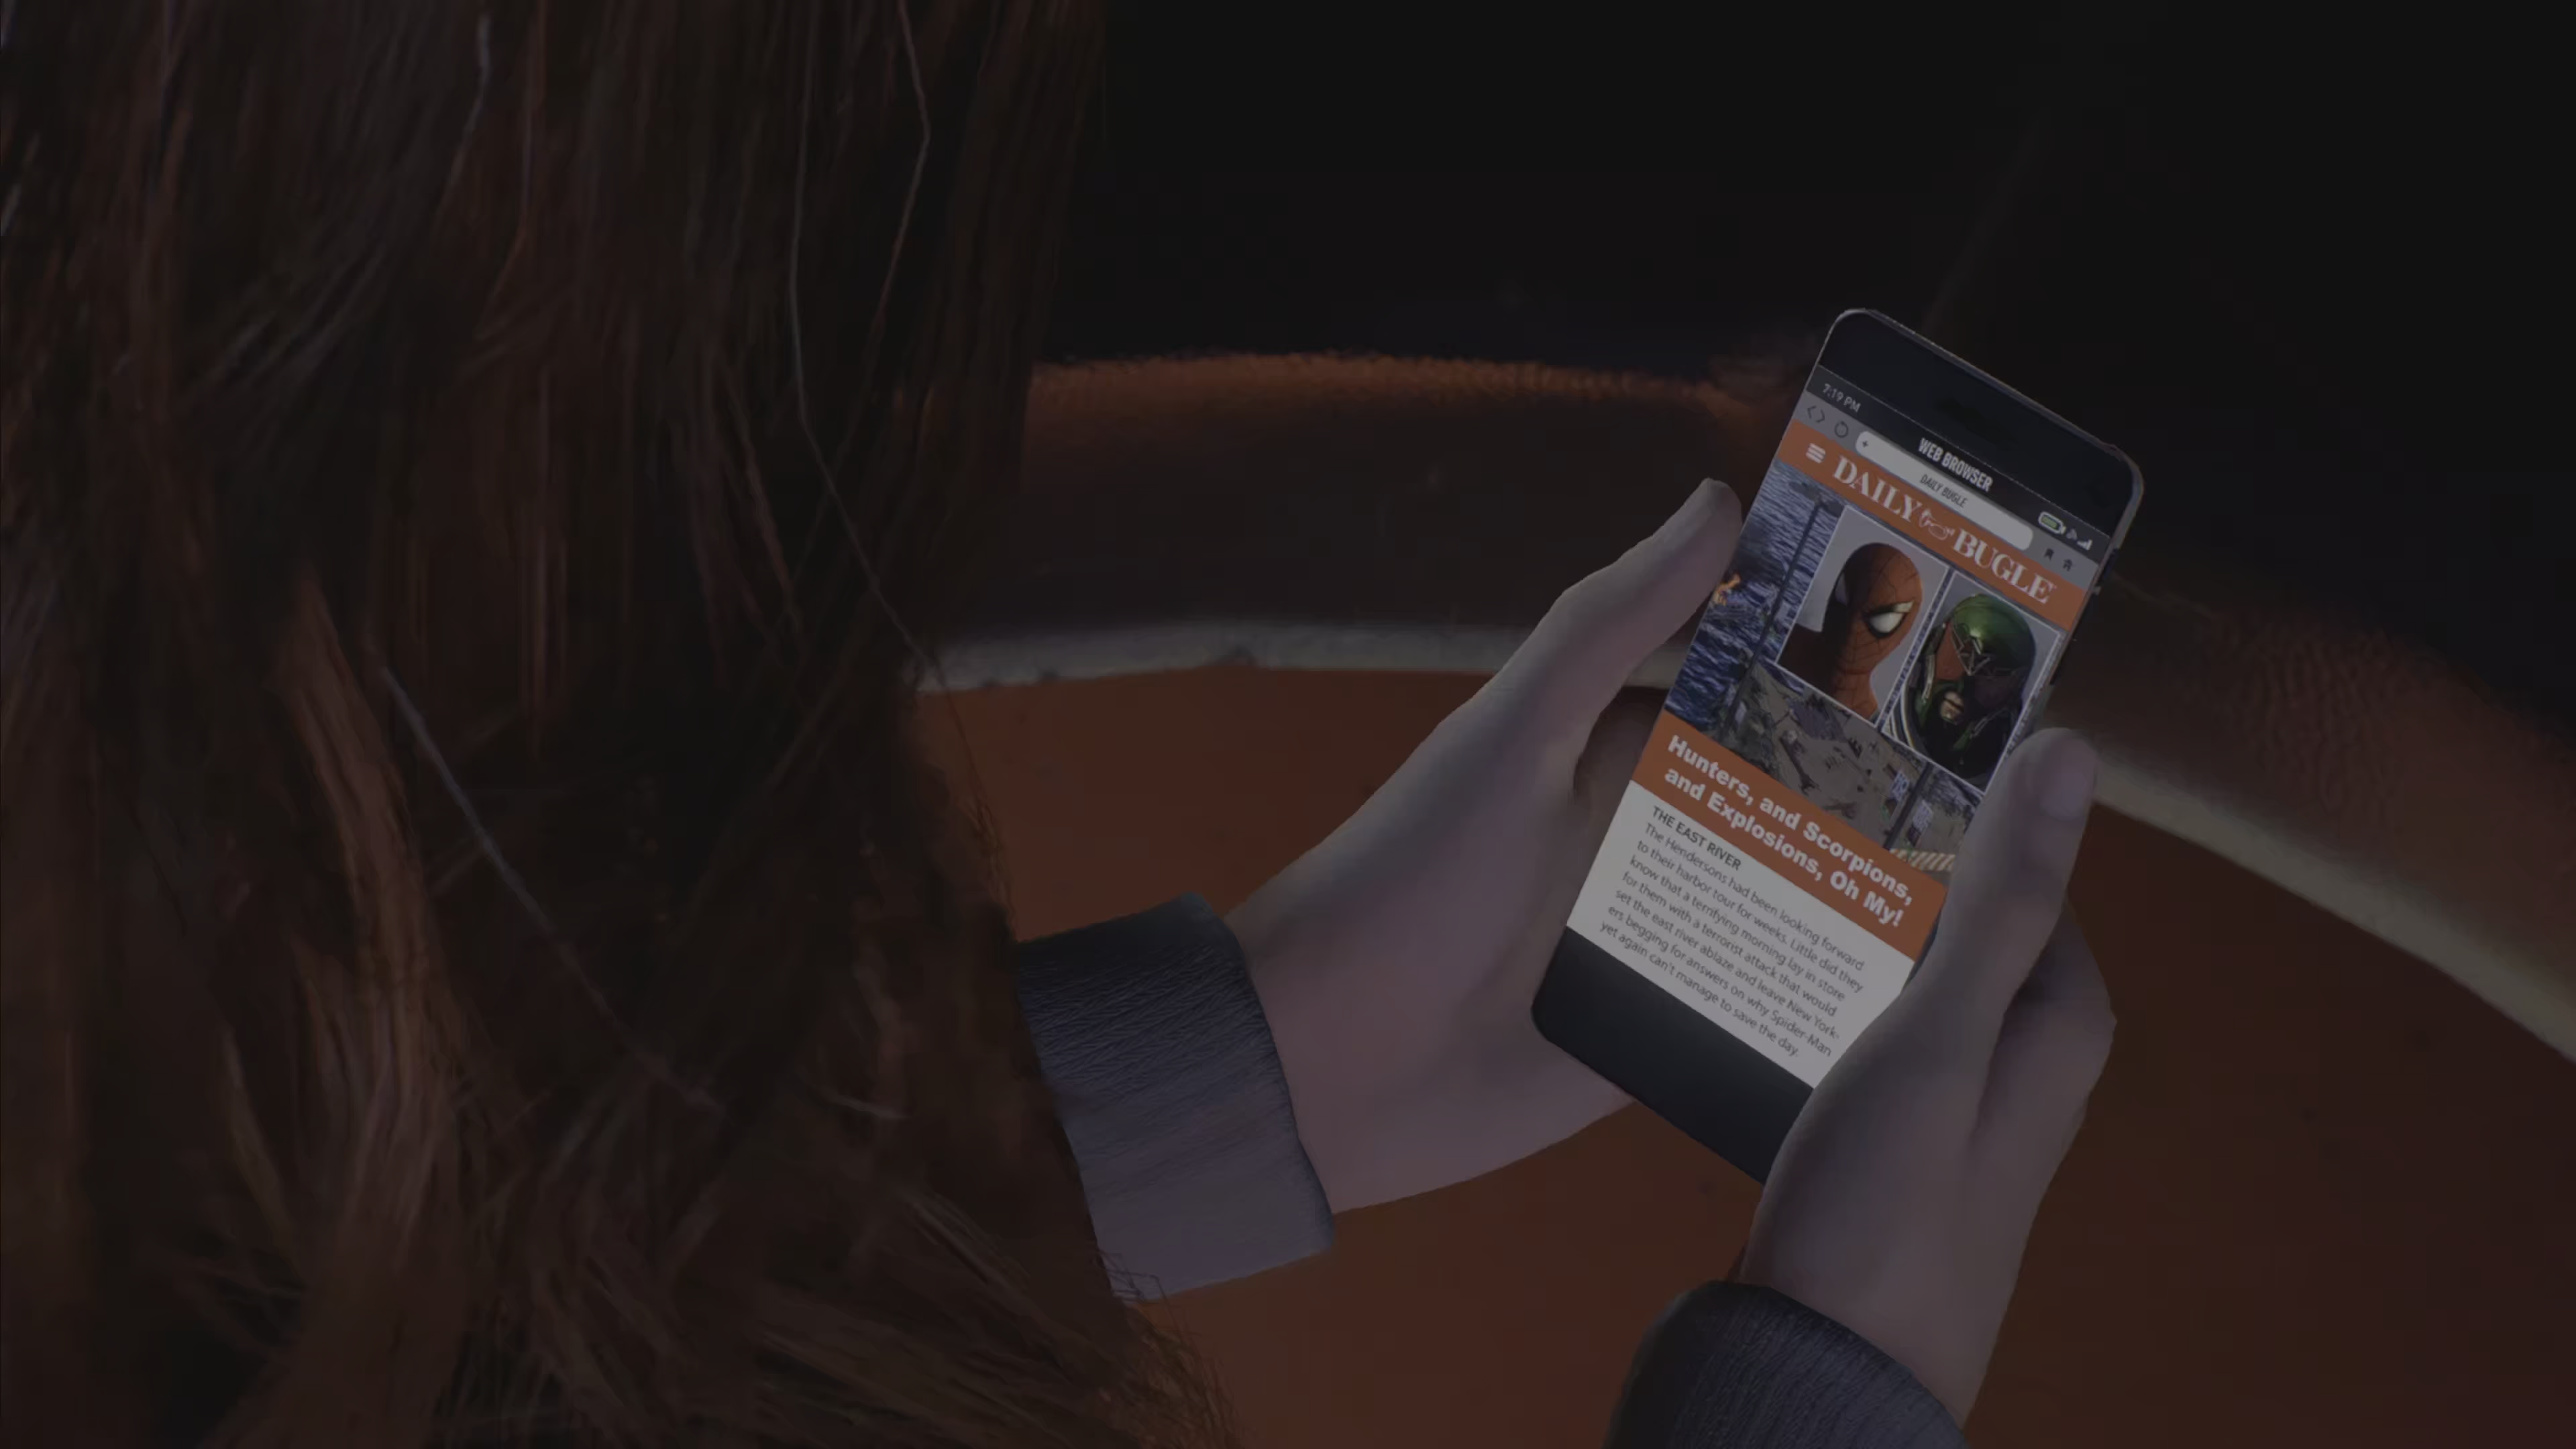 7:19 PM
WEB BROWSER
DAILY BUGLE
DAILY BUGLE
Hunters, and Scorpions,
and Explosions, Oh My!
THE EAST RIVER
The Hendersons had been looking forward
to their harbor tour for weeks. Little did they
know that a terrifying morning lay in store
for them with a terrorist attack that would
set the east river ablaze and leave New York-
ers begging for answers on why Spider-Man
yet again can't manage to save the day.